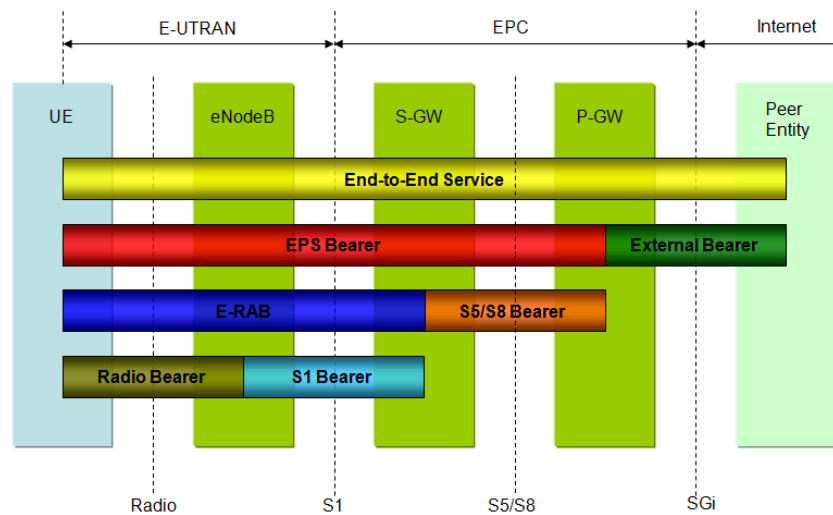 E-UTRAN
EPC
Internet
UE
eNodeB
S-GW
P-GW
Peer
Entity
End-to-End Service
EPS Bearer
External Bearer
E-RAB
S5/S8 Bearer
Radio Bearer
S1 Bearer
Radio
S1
S5/S8
SGi